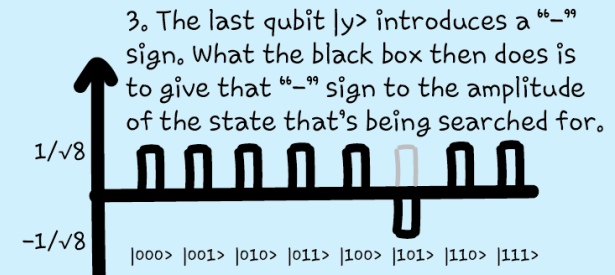 3. The last qubit |y> introduces a “–”
sign. What the black box then does is
to give that “–” sign to the amplitude
of the state that's being searched for.
1/√8
-1/√8
|000> |001> |010> |011> |100> |101> |110> |111>